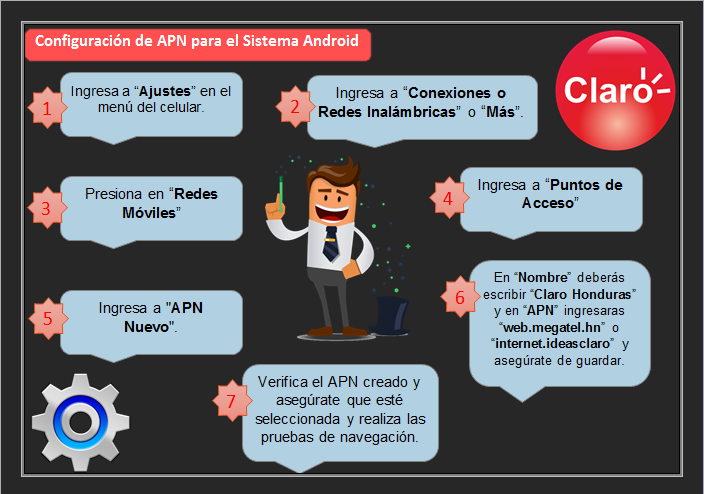 Configuración de APN para el Sistema Android
Claro
1
Ingresa a “Ajustes” en el
menú del celular.
2
Ingresa a “Conexiones o
Redes Inalámbricas” o “Más”.
3
Presiona en “Redes
Móviles”
4
Ingresa a “Puntos de
Acceso”
5
Ingresa a "APN
Nuevo".
6
En “Nombre” deberás
escribir “Claro Honduras”
y en “APN” ingresaras
“web.megatel.hn” o
“internet.ideasclaro” y
asegúrate de guardar.
7
Verifica el APN creado y
asegúrate que esté
seleccionada y realiza las
pruebas de navegación.